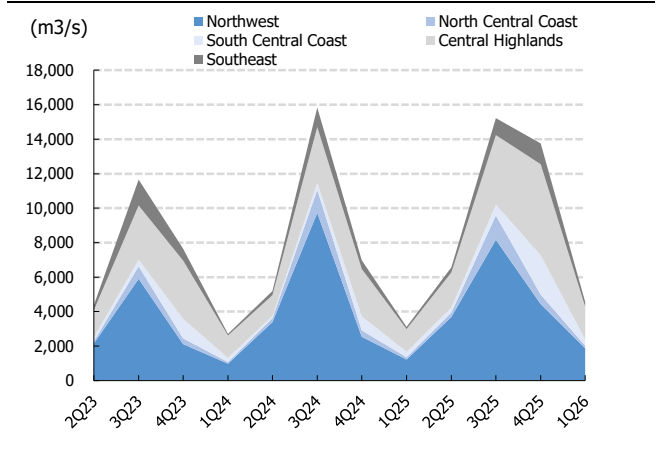 (m3/s)
Northwest
North Central Coast
South Central Coast
Central Highlands
Southeast
18,000
16,000
14,000
12,000
10,000
8,000
6,000
4,000
2,000
0
2Q23
3Q23
4Q23
1Q24
2Q24
3Q24
4Q24
1Q25
2Q25
3Q25
4Q25
1Q26